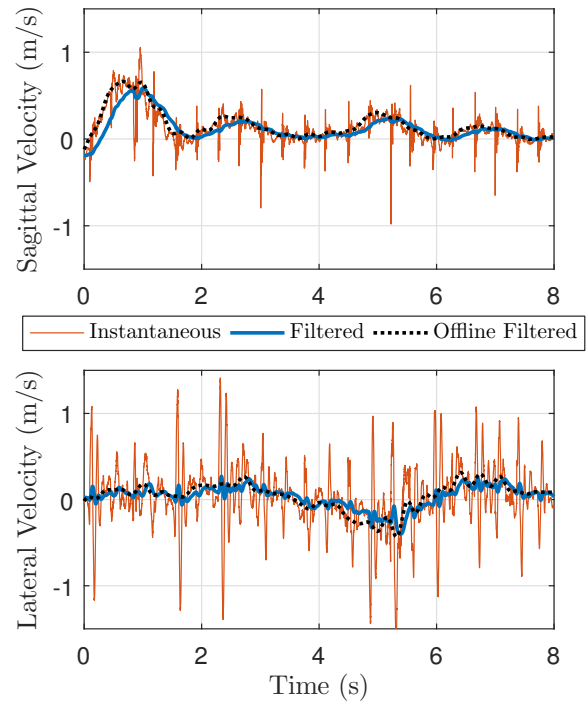 Sagittal Velocity (m/s)
1
0
-1
0 2 4 6 8
Instantaneous Filtered Offline Filtered
Lateral Velocity (m/s)
1
0
-1
0 2 4 6 8
Time (s)